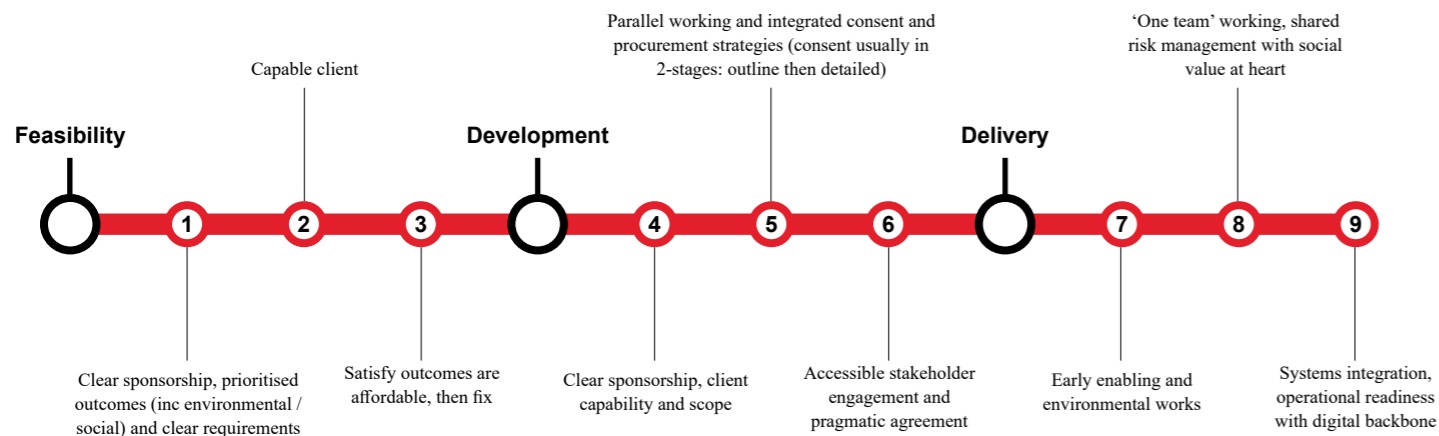 Parallel working and integrated consent and
procurement strategies (consent usually in
2-stages: outline then detailed)
‘One team’ working, shared
risk management with social
value at heart
Capable client
Feasibility
Development
Delivery
1
2
3
4
5
6
7
8
9
Clear sponsorship, prioritised
outcomes (inc environmental /
social) and clear requirements
Satisfy outcomes are
affordable, then fix
Clear sponsorship, client
capability and scope
Accessible stakeholder
engagement and
pragmatic agreement
Early enabling and
environmental works
Systems integration,
operational readiness
with digital backbone